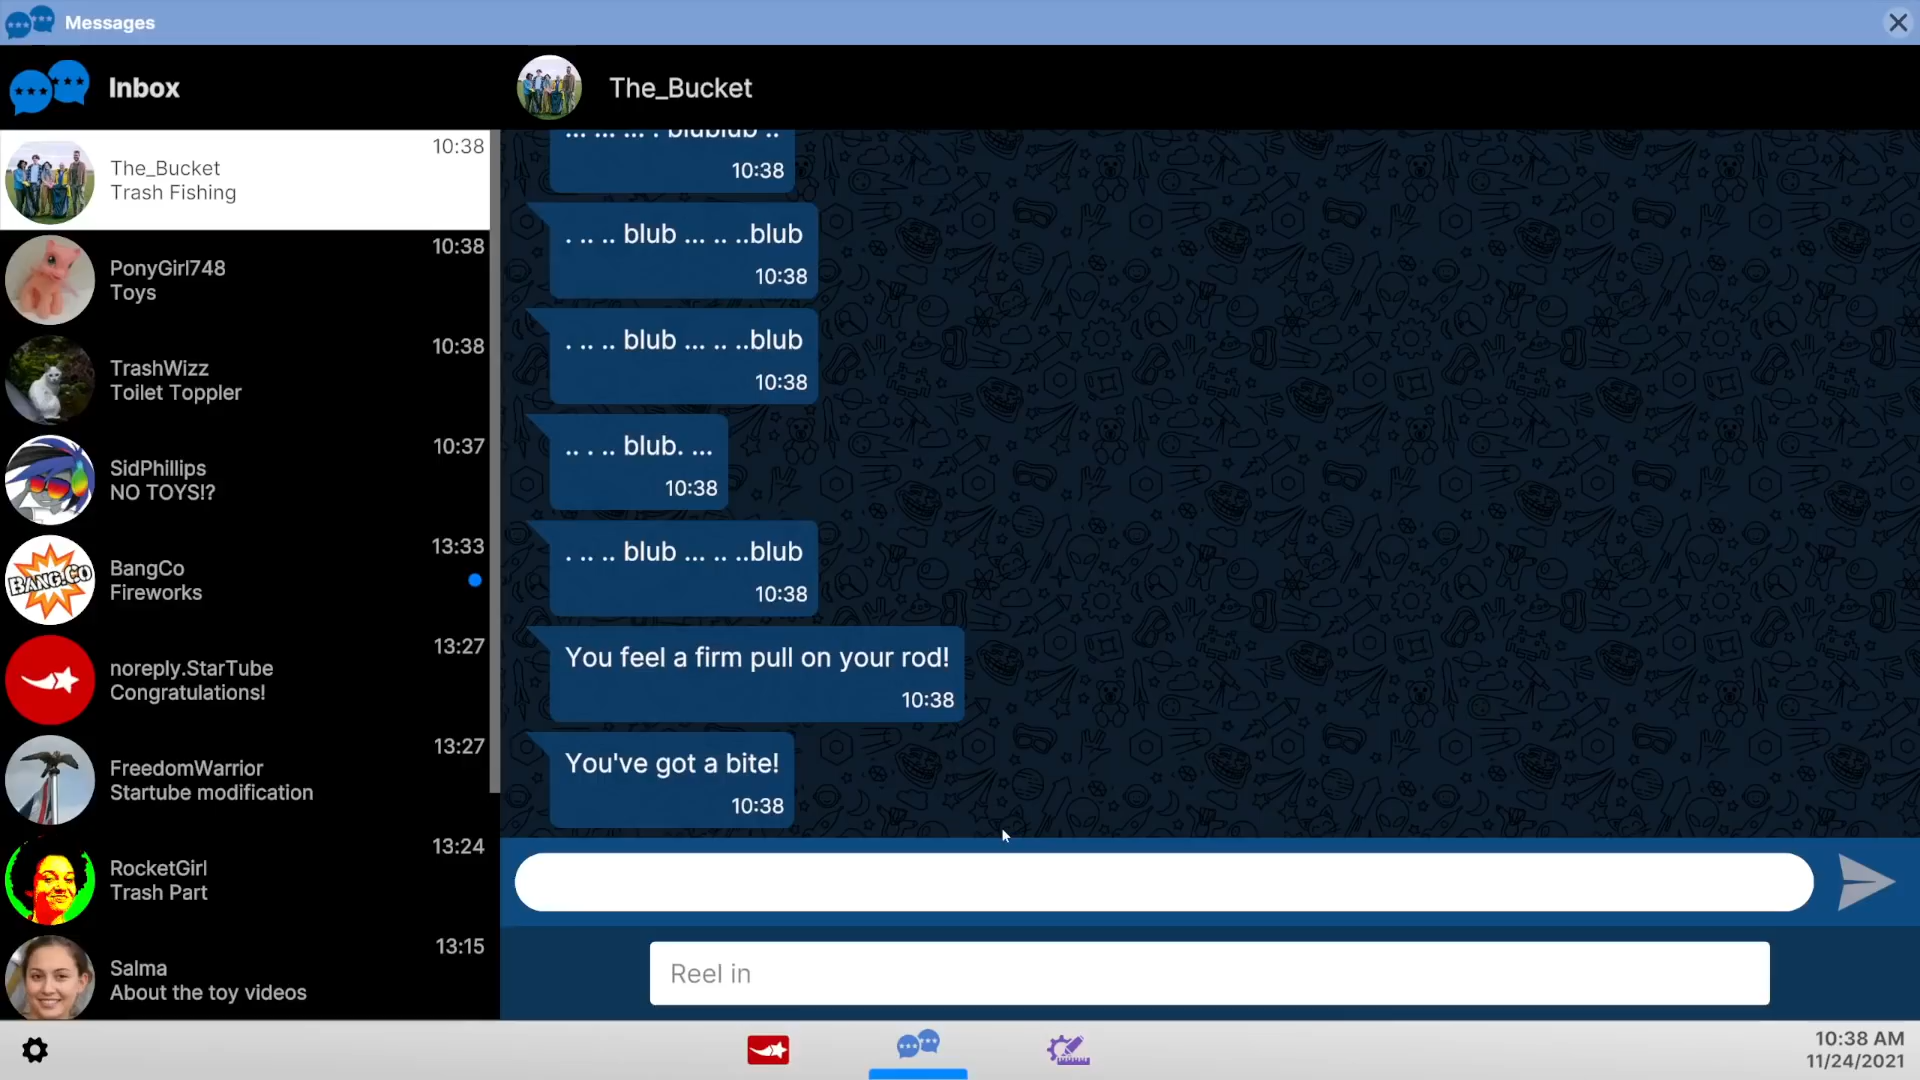 Messages
Inbox
The_Bucket
10:38
The_Bucket
Trash Fishing
10:38
PonyGirl748
Toys
10:38
TrashWizz
Toilet Toppler
10:37
SidPhillips
NO TOYS!?
13:33
BANG.CO
BangCo
Fireworks
13:27
noreply.StarTube
Congratulations!
13:27
FreedomWarrior
Startube modification
13:24
RocketGirl
Trash Part
13:15
Salma
About the toy videos
... ... ... . blublub ..
10:38
. .. .. blub ... .. ..blub
10:38
. .. .. blub ... .. ..blub
10:38
.. . .. blub. ...
10:38
. .. .. blub ... .. ..blub
10:38
You feel a firm pull on your rod!
10:38
You've got a bite!
10:38
Reel in
10:38 AM
11/24/2021